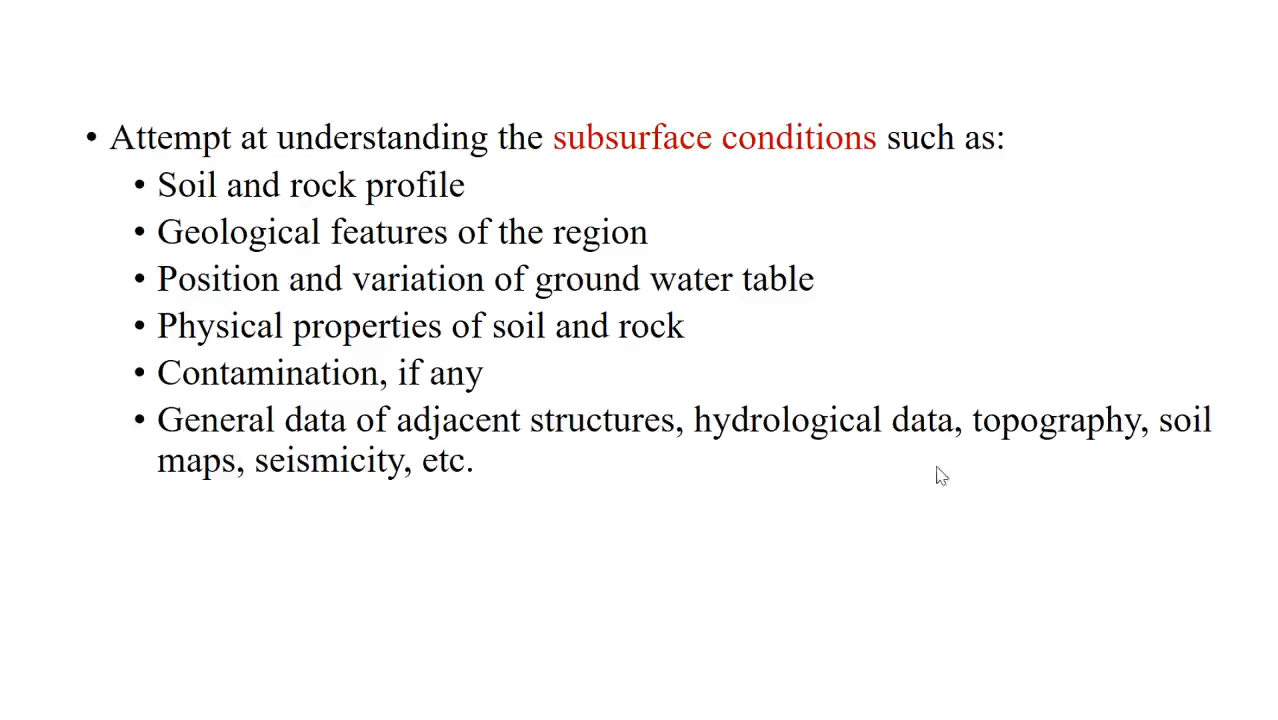 • Attempt at understanding the subsurface conditions such as:
• Soil and rock profile
• Geological features of the region
• Position and variation of ground water table
• Physical properties of soil and rock
• Contamination, if any
• General data of adjacent structures, hydrological data, topography, soil
maps, seismicity, etc.